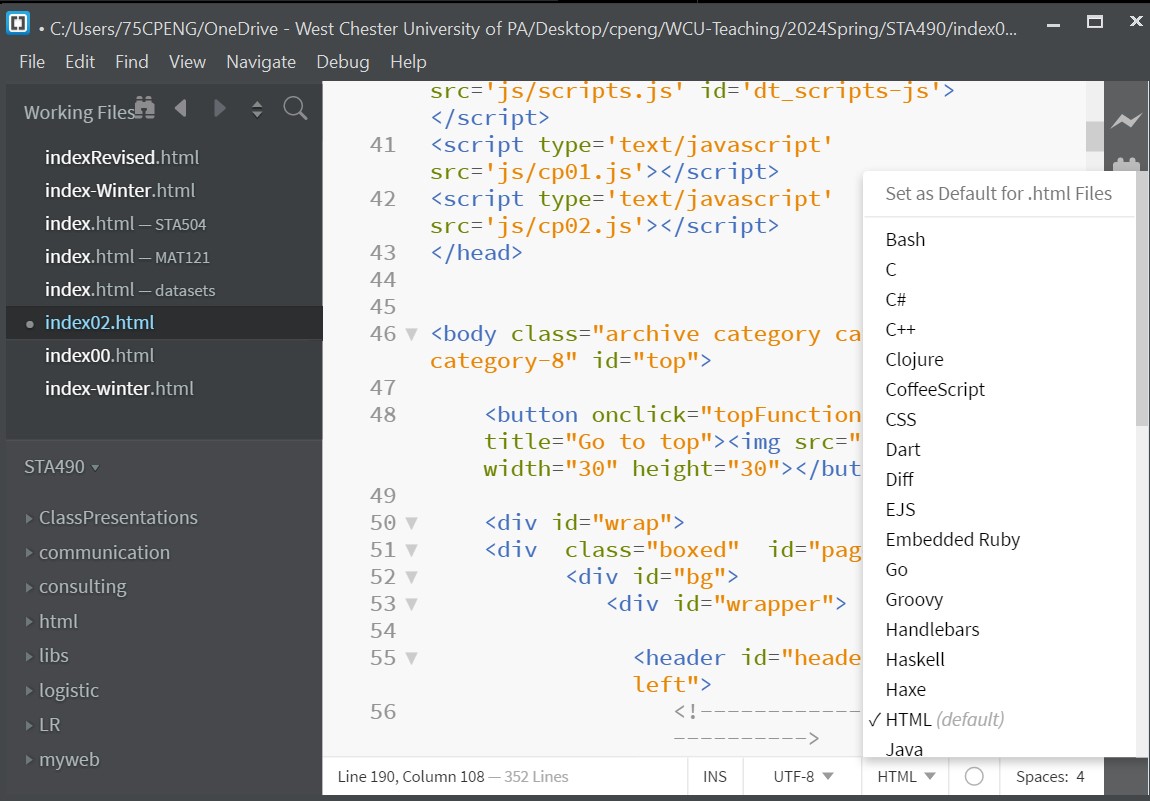 • C:/Users/75CPENG/OneDrive - West Chester University of PA/Desktop/cpeng/WCU-Teaching/2024Spring/STA490/index0...
File Edit Find View Navigate Debug Help
Working Files
indexRevised.html
index-Winter.html
index.html — STA504
index.html — MAT121
index.html — datasets
index02.html
index00.html
index-winter.html
STA490
ClassPresentations
communication
consulting
html
libs
logistic
LR
myweb
src='js/scripts.js' id='dt_scripts-js'>
</script>
41 <script type='text/javascript'
src='js/cp01.js'></script>
42 <script type='text/javascript'
src='js/cp02.js'></script>
43 </head>
44
45
46 <body class="archive category ca
category-8" id="top">
47
48 <button onclick="topFunction
title="Go to top"><img src="
width="30" height="30"></but
49
50 <div id="wrap">
51 <div  class="boxed"  id="pag
52 <div id="bg">
53 <div id="wrapper">
54
55 <header id="heade
left">
56 <!------------
---------->
Set as Default for .html Files
Bash
C
C#
C++
Clojure
CoffeeScript
CSS
Dart
Diff
EJS
Embedded Ruby
Go
Groovy
Handlebars
Haskell
Haxe
✓ HTML (default)
Java
Line 190, Column 108 — 352 Lines INS UTF-8 HTML Spaces: 4